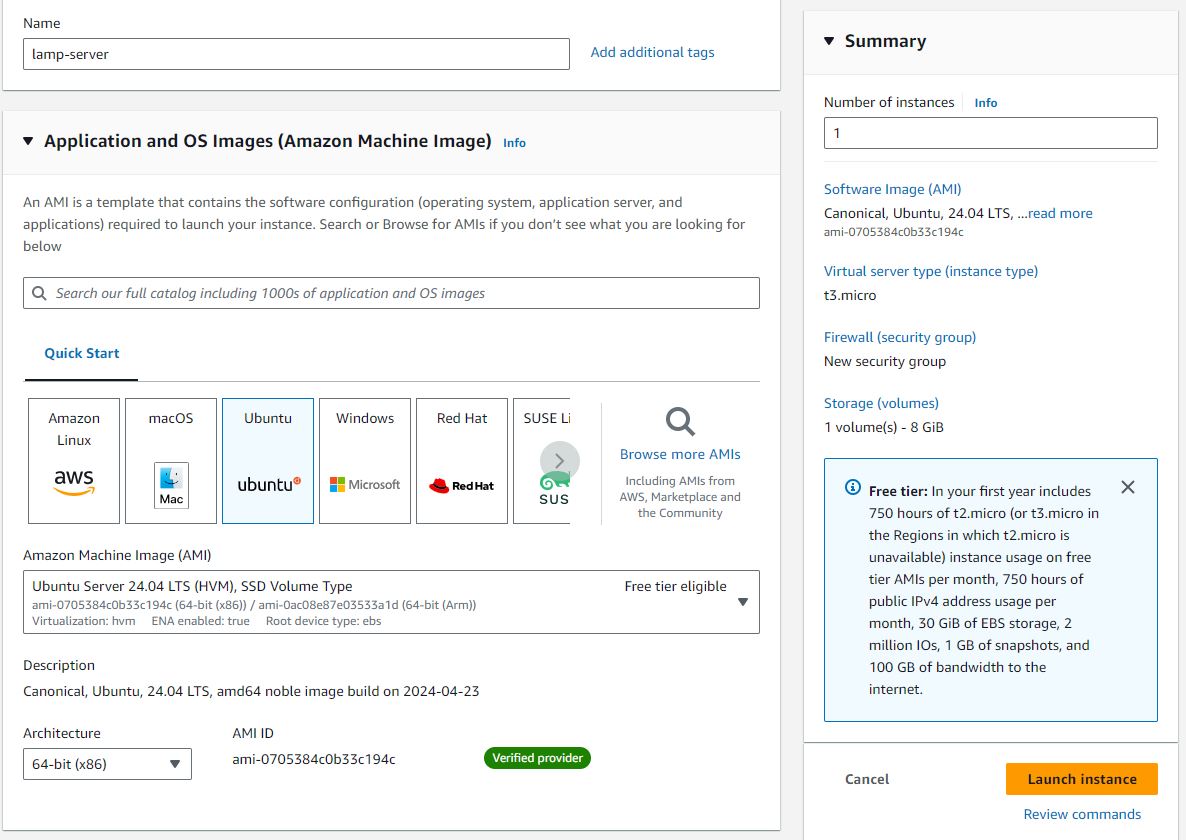 Name
lamp-server
Add additional tags
Application and OS Images (Amazon Machine Image) Info
An AMI is a template that contains the software configuration (operating system, application server, and
applications) required to launch your instance. Search or Browse for AMIs if you don't see what you are looking for
below
Search our full catalog including 1000s of application and OS images
Quick Start
Amazon
Linux
aws
macOS
Mac
Ubuntu
ubuntu
Windows
Microsoft
Red Hat
Red Hat
SUSE Li
SUS
Browse more AMIs
Including AMIs from
AWS, Marketplace and
the Community
Amazon Machine Image (AMI)
Ubuntu Server 24.04 LTS (HVM), SSD Volume Type
Free tier eligible
ami-0705384c0b33c194c (64-bit (x86)) / ami-0ac08e87e03533a1d (64-bit (Arm))
Virtualization: hvm ENA enabled: true Root device type: ebs
Description
Canonical, Ubuntu, 24.04 LTS, amd64 noble image build on 2024-04-23
Architecture
64-bit (x86)
AMI ID
ami-0705384c0b33c194c
Verified provider
Summary
Number of instances Info
1
Software Image (AMI)
Canonical, Ubuntu, 24.04 LTS, ...read more
ami-0705384c0b33c194c
Virtual server type (instance type)
t3.micro
Firewall (security group)
New security group
Storage (volumes)
1 volume(s) - 8 GiB
Free tier: In your first year includes
750 hours of t2.micro (or t3.micro in
the Regions in which t2.micro is
unavailable) instance usage on free
tier AMIs per month, 750 hours of
public IPv4 address usage per
month, 30 GiB of EBS storage, 2
million IOs, 1 GB of snapshots, and
100 GB of bandwidth to the
internet.
Cancel
Launch instance
Review commands